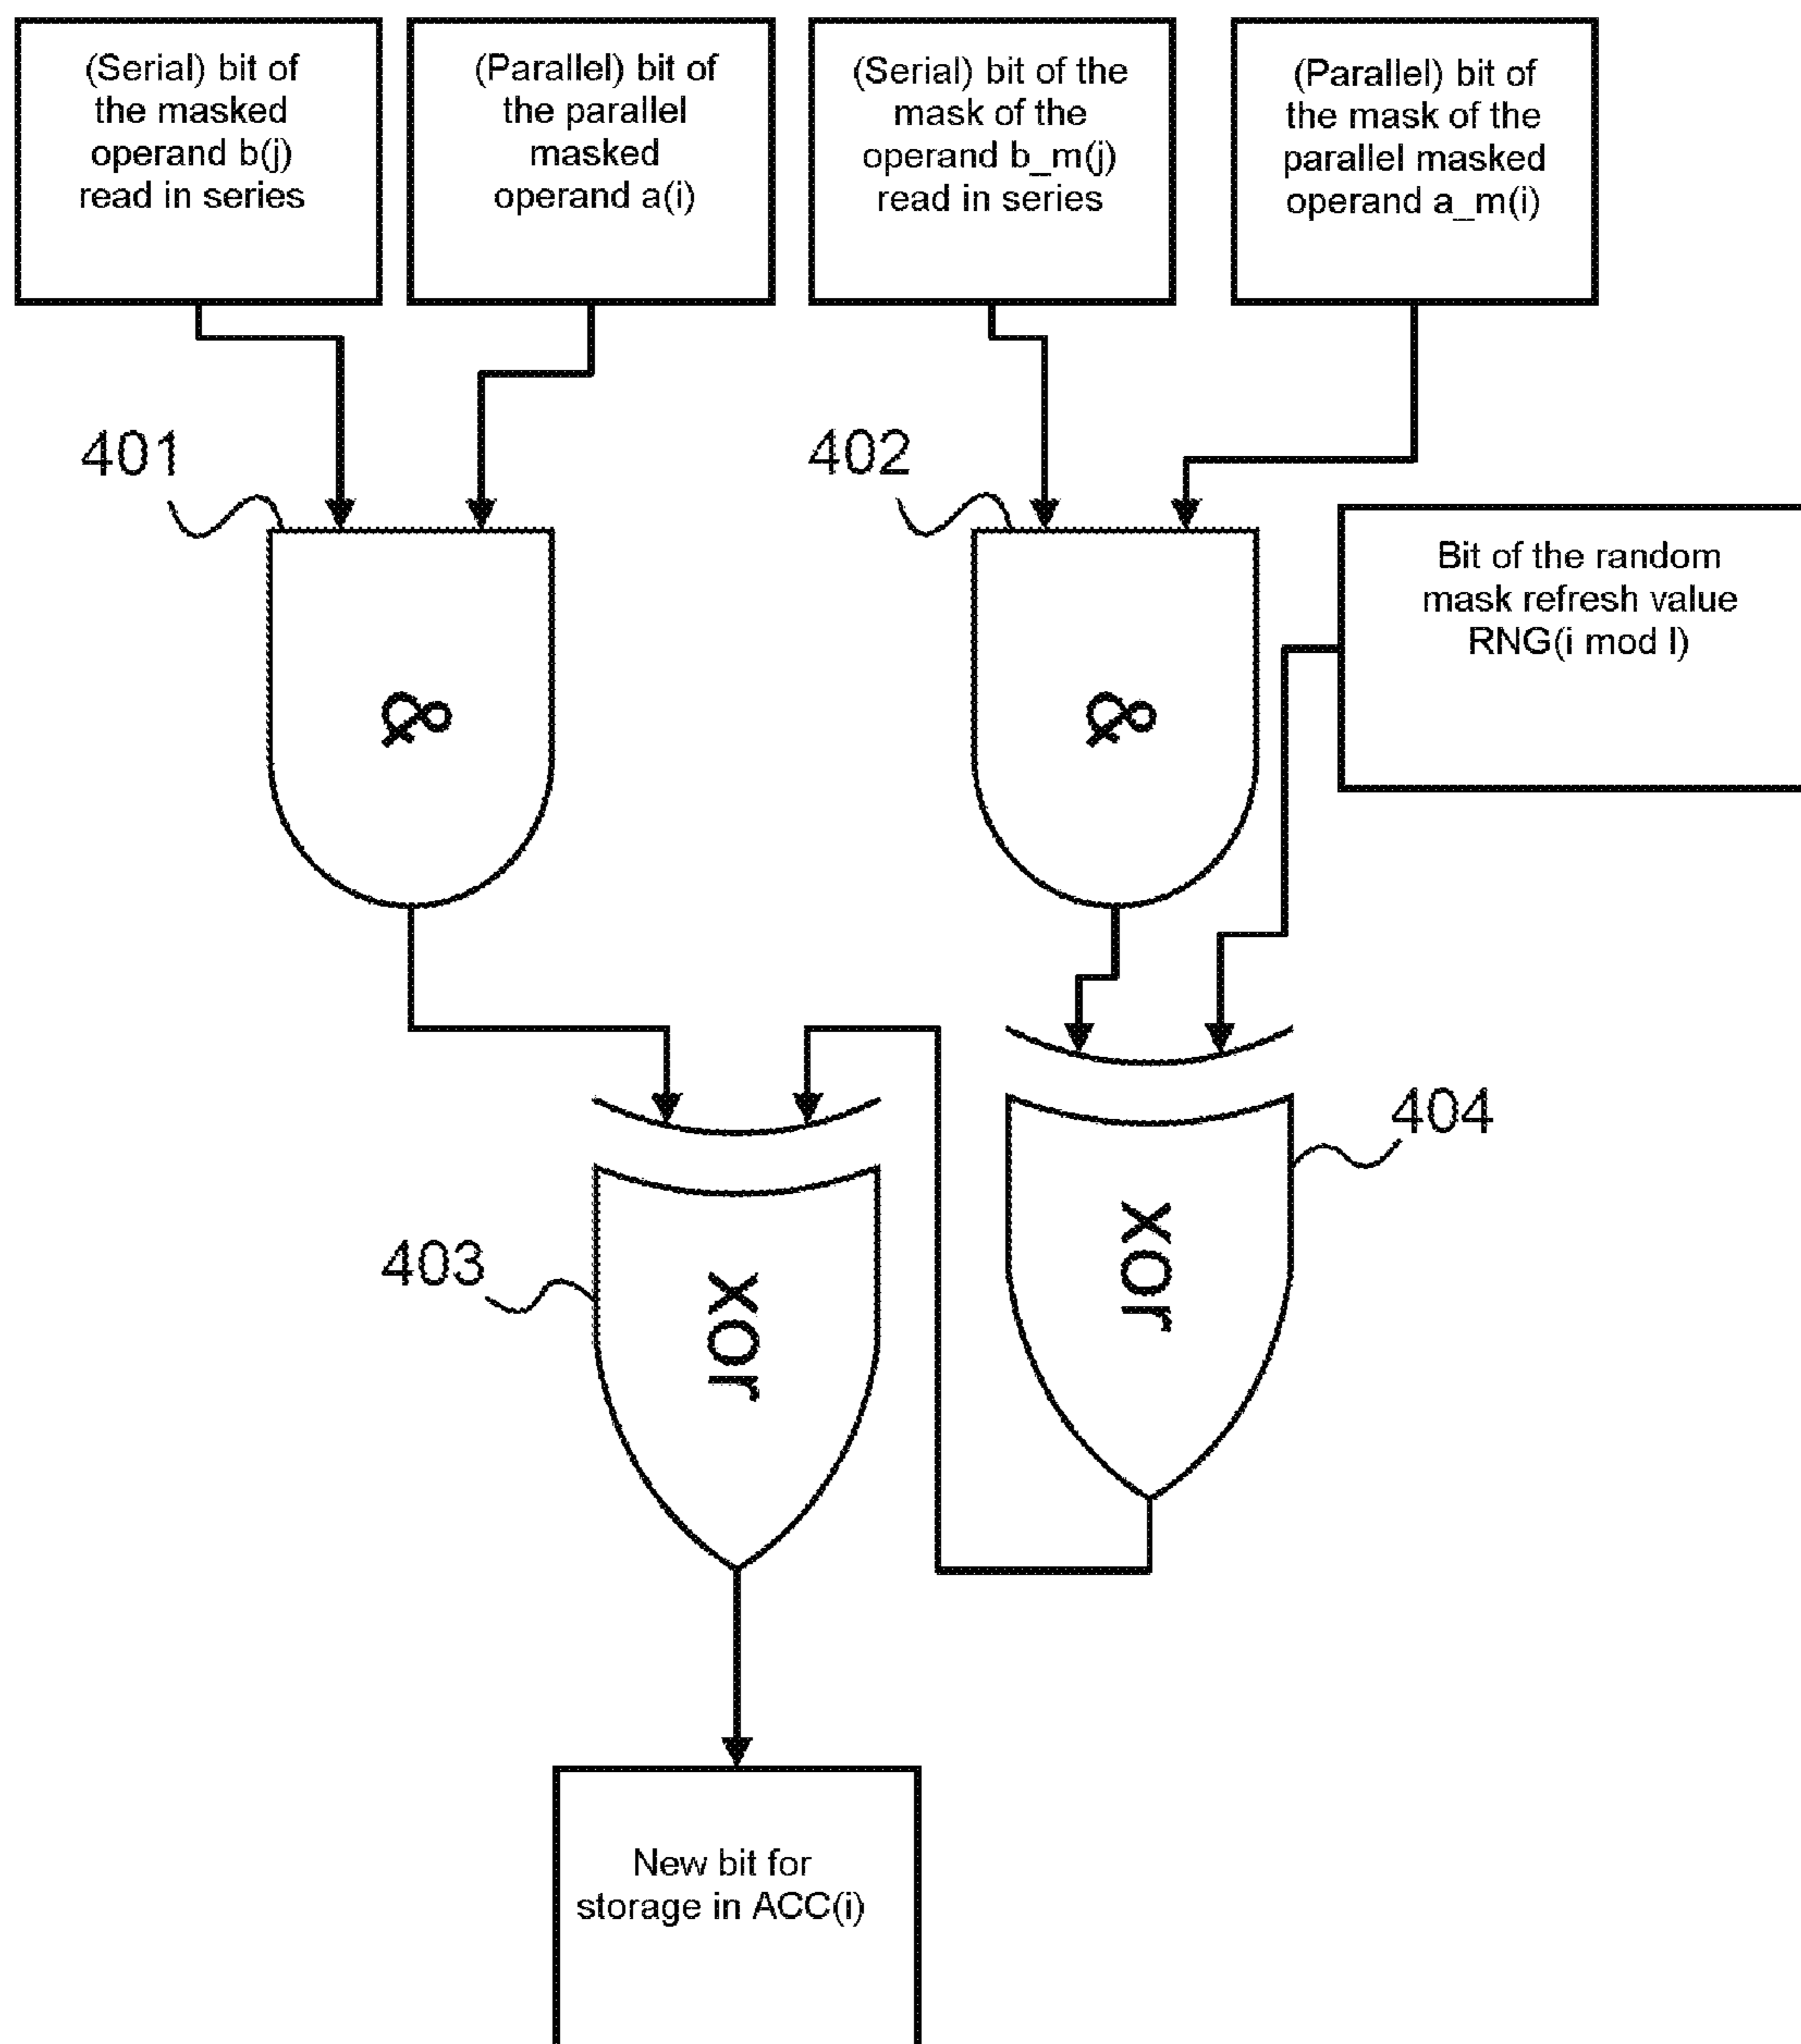 (Serial) bit of
the masked
operand b(j)
read in series
(Parallel) bit of
the parallel
masked
operand a(i)
(Serial) bit of the
mask of the
operand b_m(j)
read in series
(Parallel) bit of
the mask of the
parallel masked
operand a_m(i)
401
402
&
&
Bit of the random
mask refresh value
RNG(i mod l)
404
xor
403
xor
New bit for
storage in ACC(i)